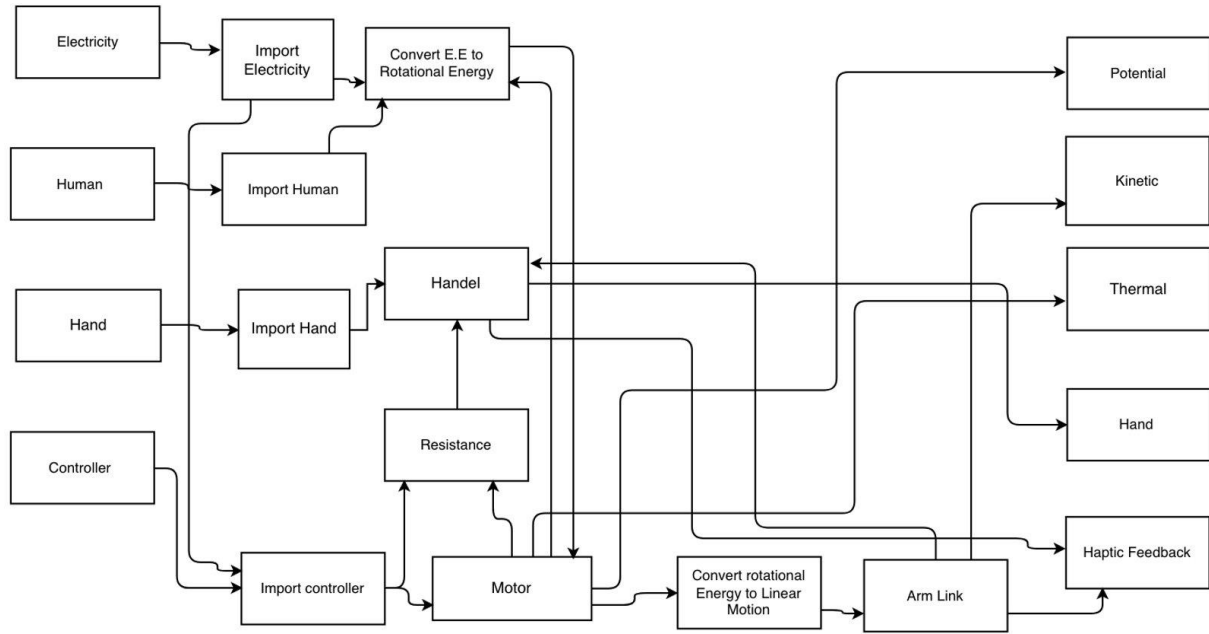 Electricity
Import
Electricity
Convert E.E to
Rotational Energy
Potential
Human
Import Human
Kinetic
Hand
Import Hand
Handel
Thermal
Controller
Resistance
Hand
Import controller
Motor
Convert rotational
Energy to Linear
Motion
Arm Link
Haptic Feedback